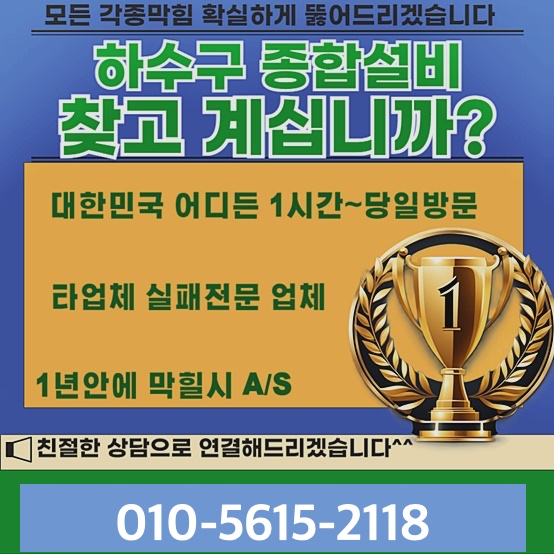 모든 각종막힘 확실하게 뚫어드리겠습니다
하수구 종합설비
찾고 계십니까?
대한민국 어디든 1시간~당일방문
타업체 실패전문 업체
1
1년안에 막힐시 A/S
친절한 상담으로 연결해드리겠습니다^^
010-5615-2118